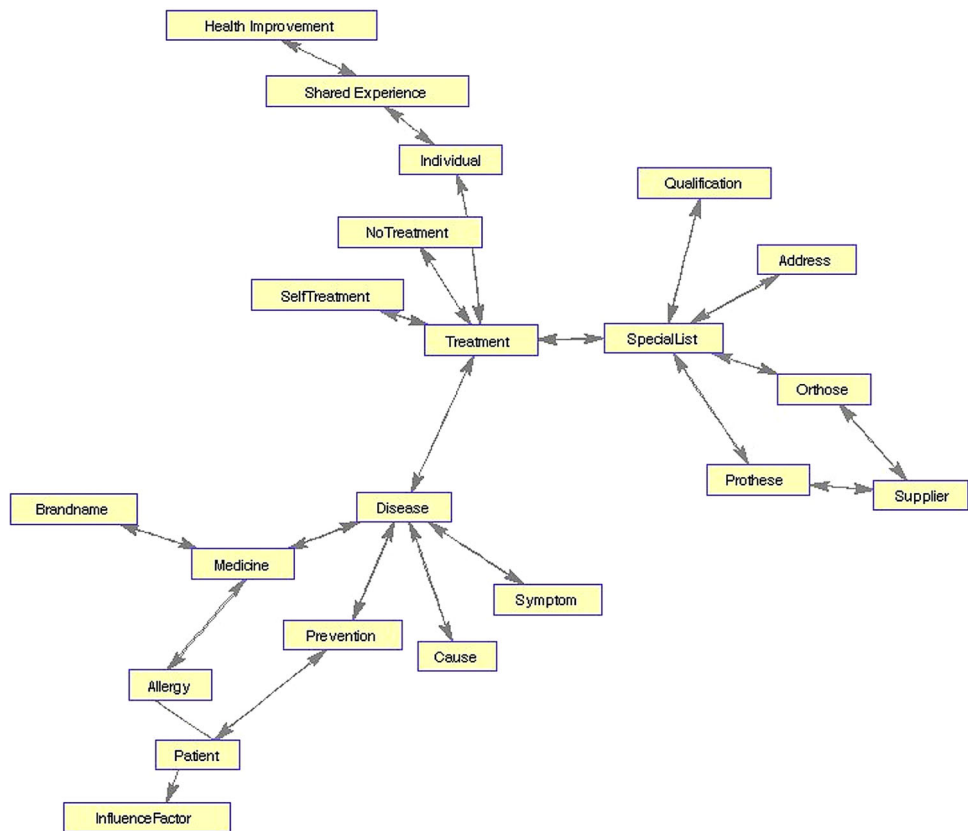 Health Improvement
Shared Experience
Individual
Qualification
NoTreatment
Address
SelfTreatment
Treatment
SpecialList
Orthose
Prothese
Supplier
Brandname
Disease
Medicine
Symptom
Prevention
Cause
Allergy
Patient
InfluenceFactor